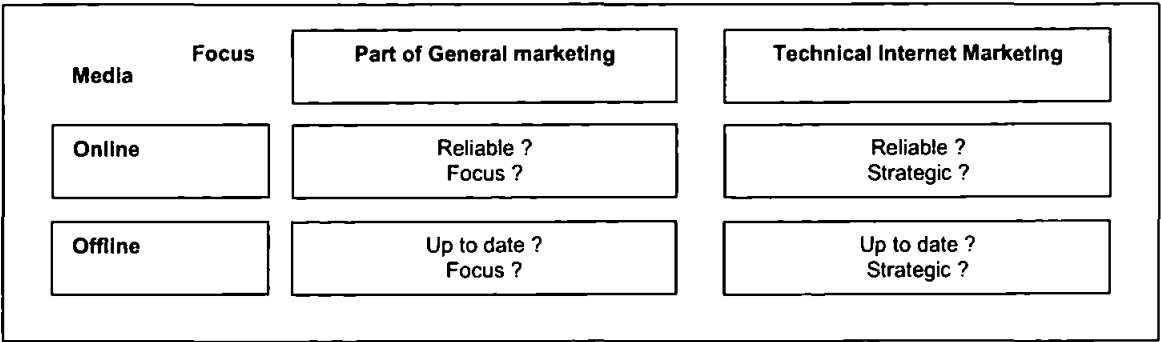 Focus
Media
Part of General marketing
Technical Internet Marketing
Online
Reliable ?
Focus ?
Reliable ?
Strategic ?
Offline
Up to date ?
Focus ?
Up to date ?
Strategic ?